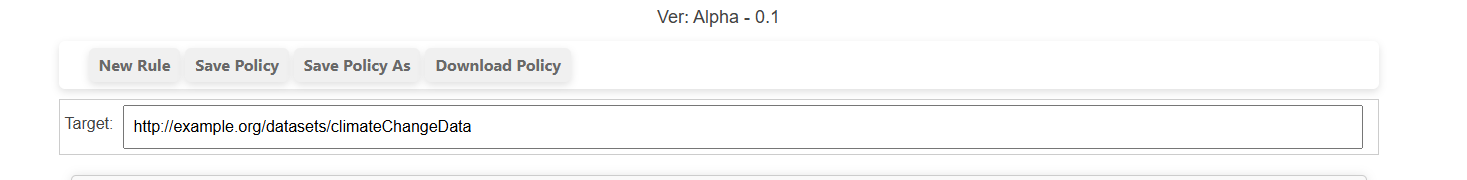 Ver: Alpha - 0.1
New Rule Save Policy Save Policy As Download Policy
Target: http://example.org/datasets/climateChangeData